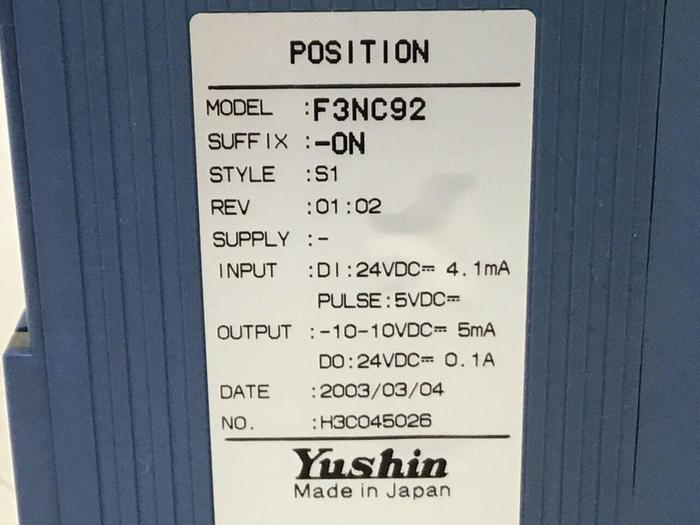 POSITION
MODEL :F3NC92
SUFFIX :-0N
STYLE :S1
REV :01:02
SUPPLY :-
INPUT :DI:24VDC⎓ 4.1mA
PULSE:5VDC⎓
OUTPUT :-10-10VDC⎓ 5mA
DO:24VDC⎓ 0.1A
DATE :2003/03/04
NO. :H3C045026
Yushin
Made in Japan